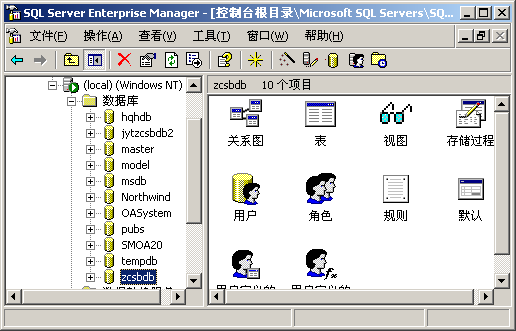 SQL Server Enterprise Manager - [控制台根目录\Microsoft SQL Servers\SQ...
文件(F) 操作(A) 查看(V) 工具(T) 窗口(W) 帮助(H)
(local) (Windows NT)
数据库
hqhdb
jytzcsbdb2
master
model
msdb
Northwind
OASystem
pubs
SMOA20
tempdb
zcsbdb
zcsbdb 10 个项目
关系图 表 视图 存储过程
用户 角色 规则 默认
用户定义的 用户定义的